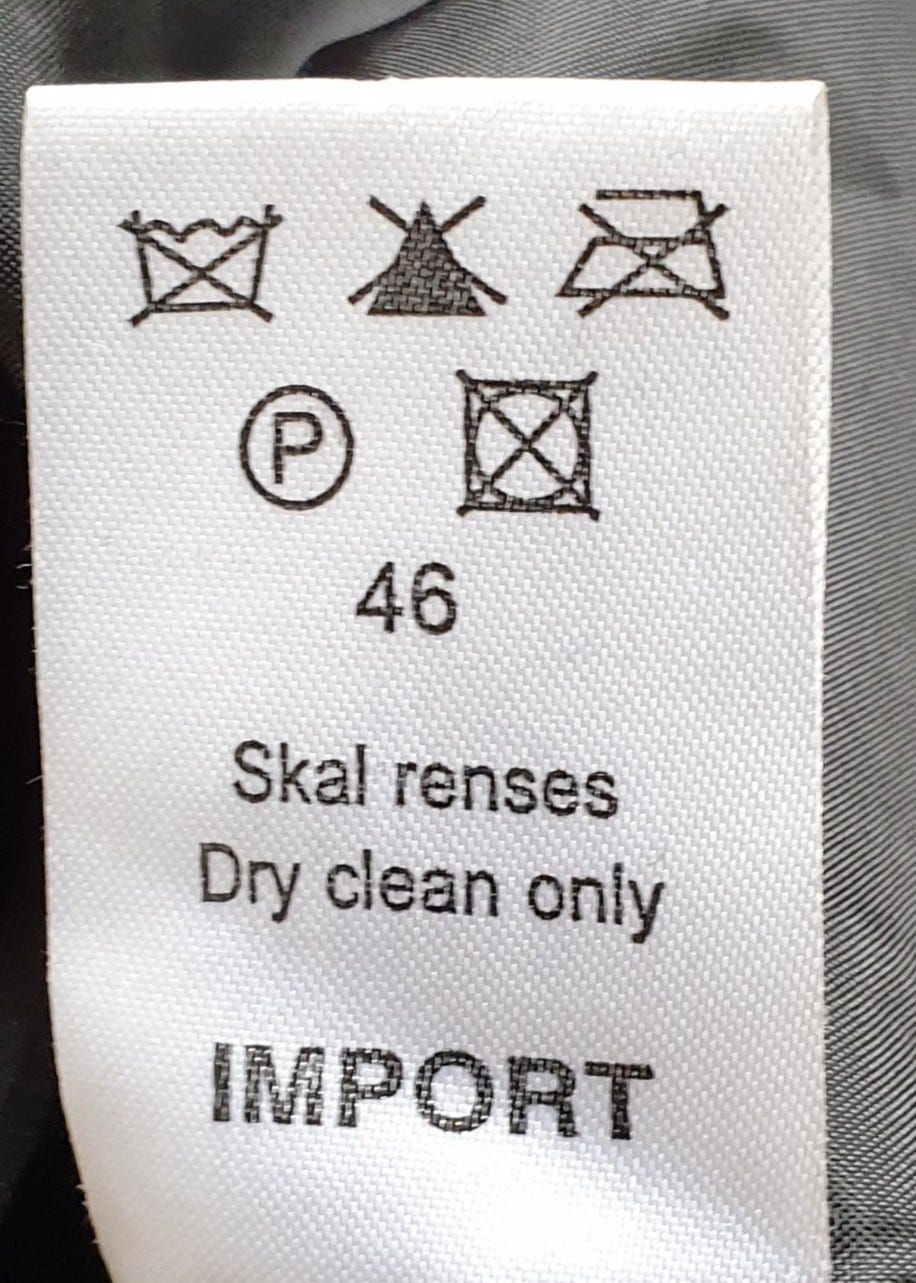 P
46
Skal renses
Dry clean only
IMPORT